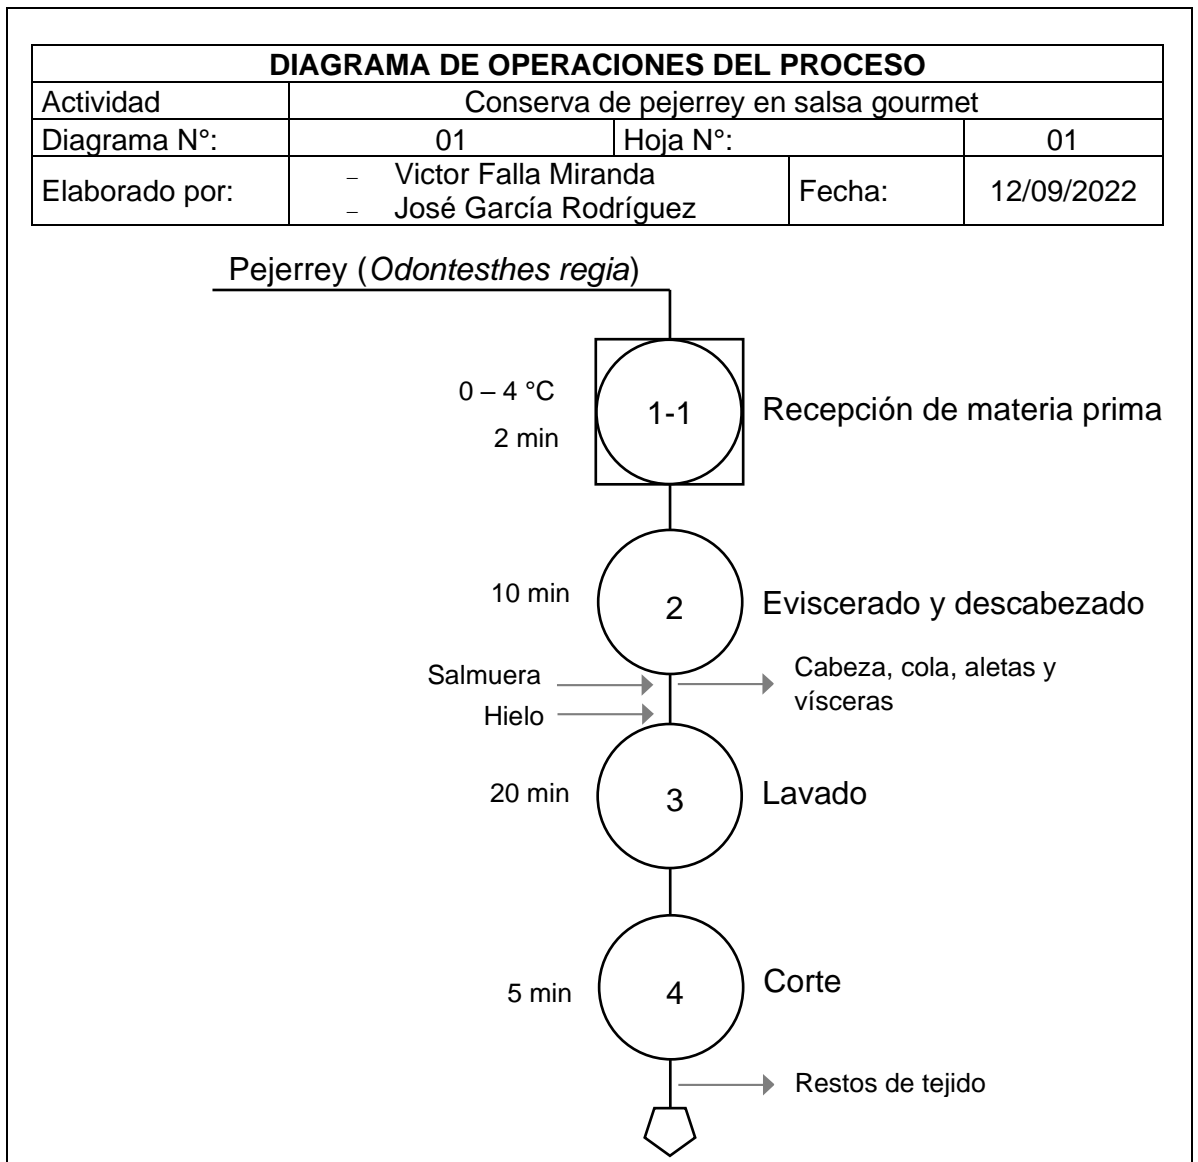 DIAGRAMA DE OPERACIONES DEL PROCESO
Actividad Conserva de pejerrey en salsa gourmet
Diagrama N°: 01 Hoja N°: 01
Elaborado por: – Victor Falla Miranda Fecha: 12/09/2022
– José García Rodríguez
Pejerrey (Odontesthes regia)
0 – 4 °C
2 min
1-1
Recepción de materia prima
10 min
2
Eviscerado y descabezado
Salmuera
Hielo
Cabeza, cola, aletas y
vísceras
20 min
3
Lavado
5 min
4
Corte
Restos de tejido